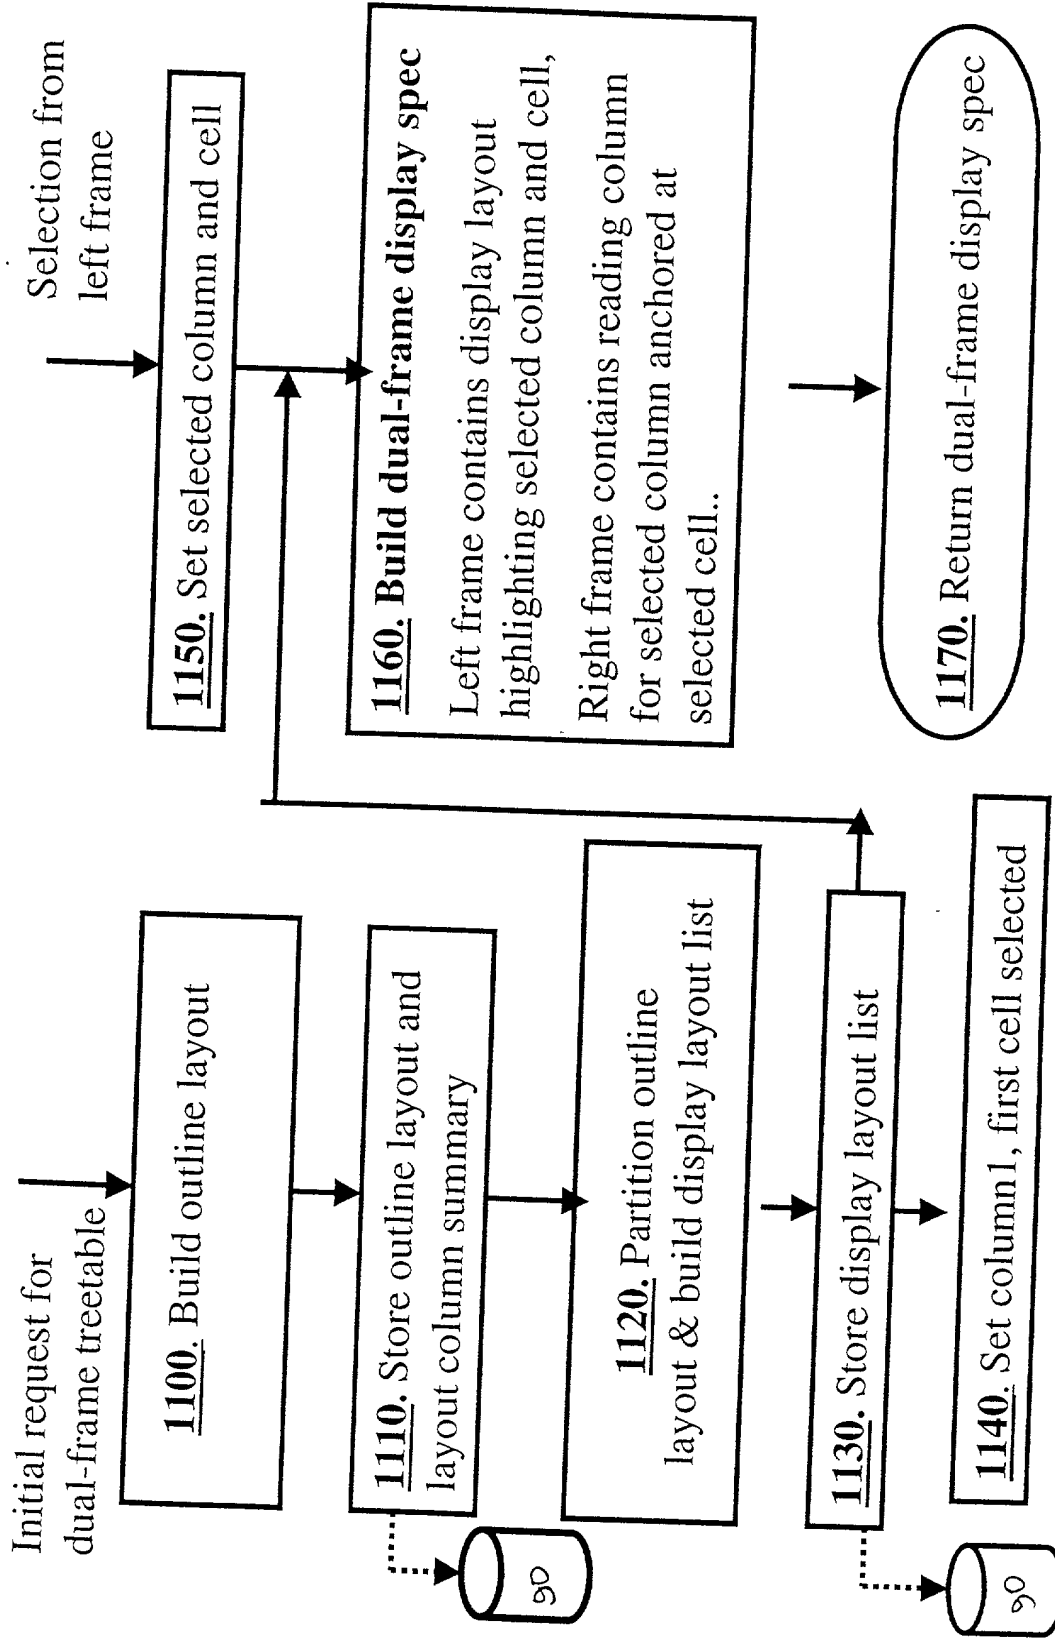 Initial request for
dual-frame treetable
1100. Build outline layout
1110. Store outline layout and
layout column summary
90
1120. Partition outline
layout & build display layout list
1130. Store display layout list
90
1140. Set column1, first cell selected
Selection from
left frame
1150. Set selected column and cell
1160. Build dual-frame display spec
Left frame contains display layout
highlighting selected column and cell,
Right frame contains reading column
for selected column anchored at
selected cell..
1170. Return dual-frame display spec